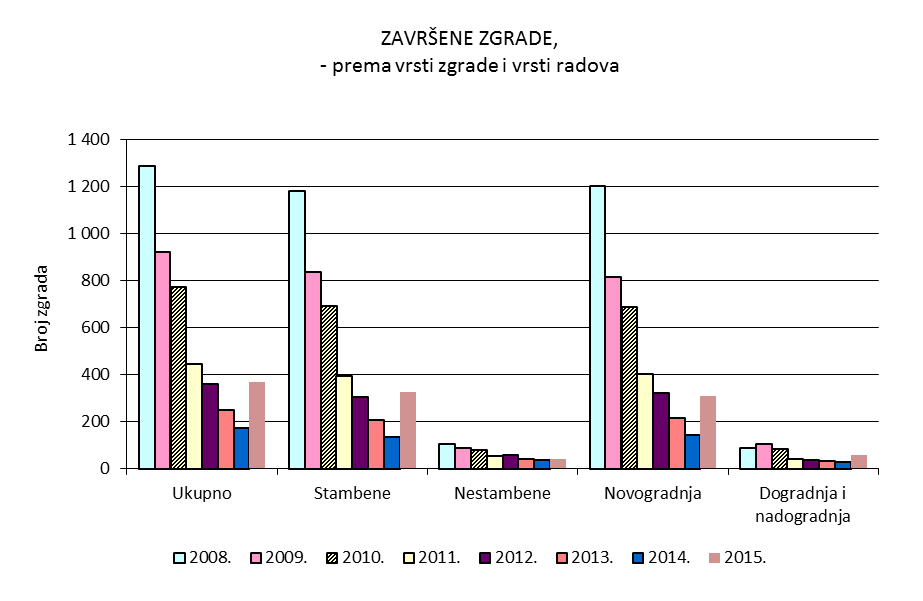 ZAVRŠENE ZGRADE,
- prema vrsti zgrade i vrsti radova
Broj zgrada
1 400
1 200
1 000
800
600
400
200
0
Ukupno
Stambene
Nestambene
Novogradnja
Dogradnja i
nadogradnja
2008.
2009.
2010.
2011.
2012.
2013.
2014.
2015.